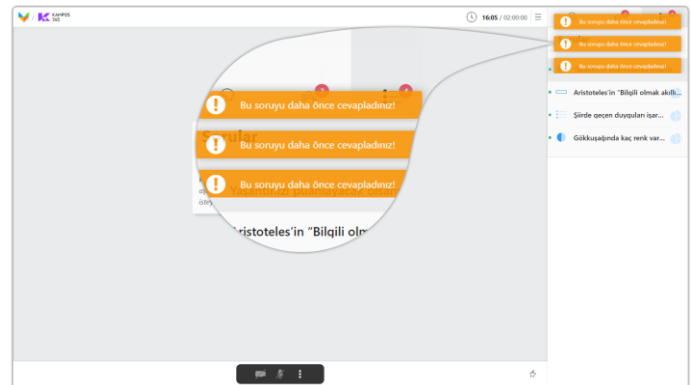 KAMPÜS
365
16:05 / 02:00:00
Bu soruyu daha önce cevapladınız!
Bu soruyu daha önce cevapladınız!
Bu soruyu daha önce cevapladınız!
Aristoteles'in "Bilgili olmak akıllı...
Şiirde geçen duyguları işar...
Gökkuşağında kaç renk var...
Bu soruyu daha önce cevapladınız!
Sorular
Bu soruyu daha önce cevapladınız!
Bu soruyu daha önce cevapladınız!
Aristoteles'in "Bilgili olm